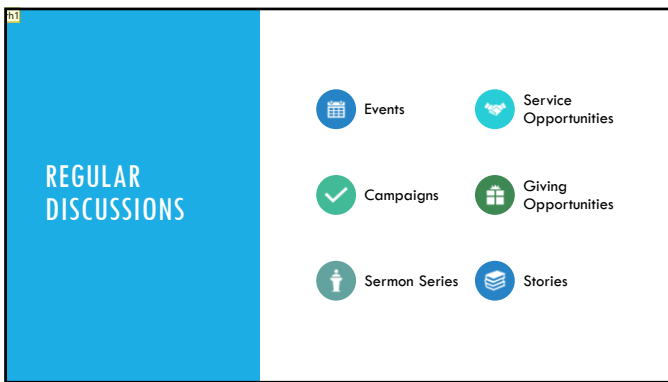 h1
REGULAR
DISCUSSIONS
Events
Service
Opportunities
Campaigns
Giving
Opportunities
Sermon Series
Stories